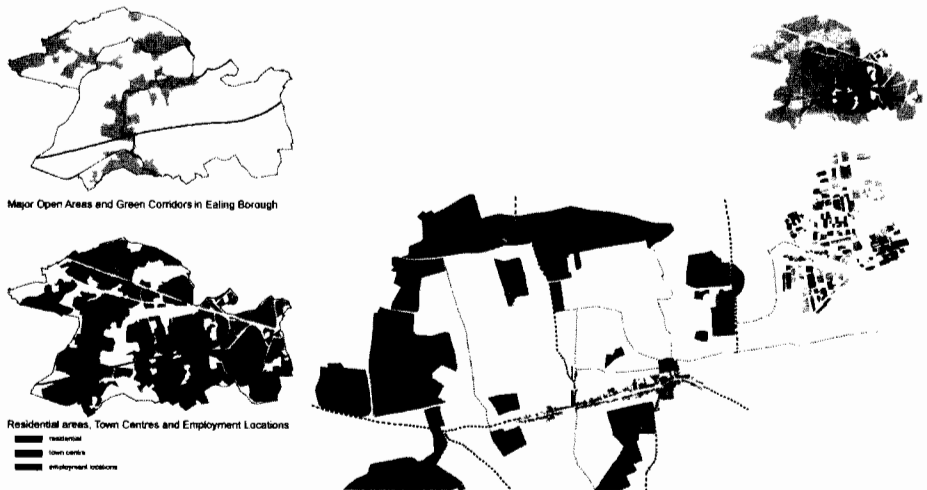 Major Open Areas and Green Corridors in Ealing Borough
Residential areas, Town Centres and Employment Locations
residential
town centre
employment locations